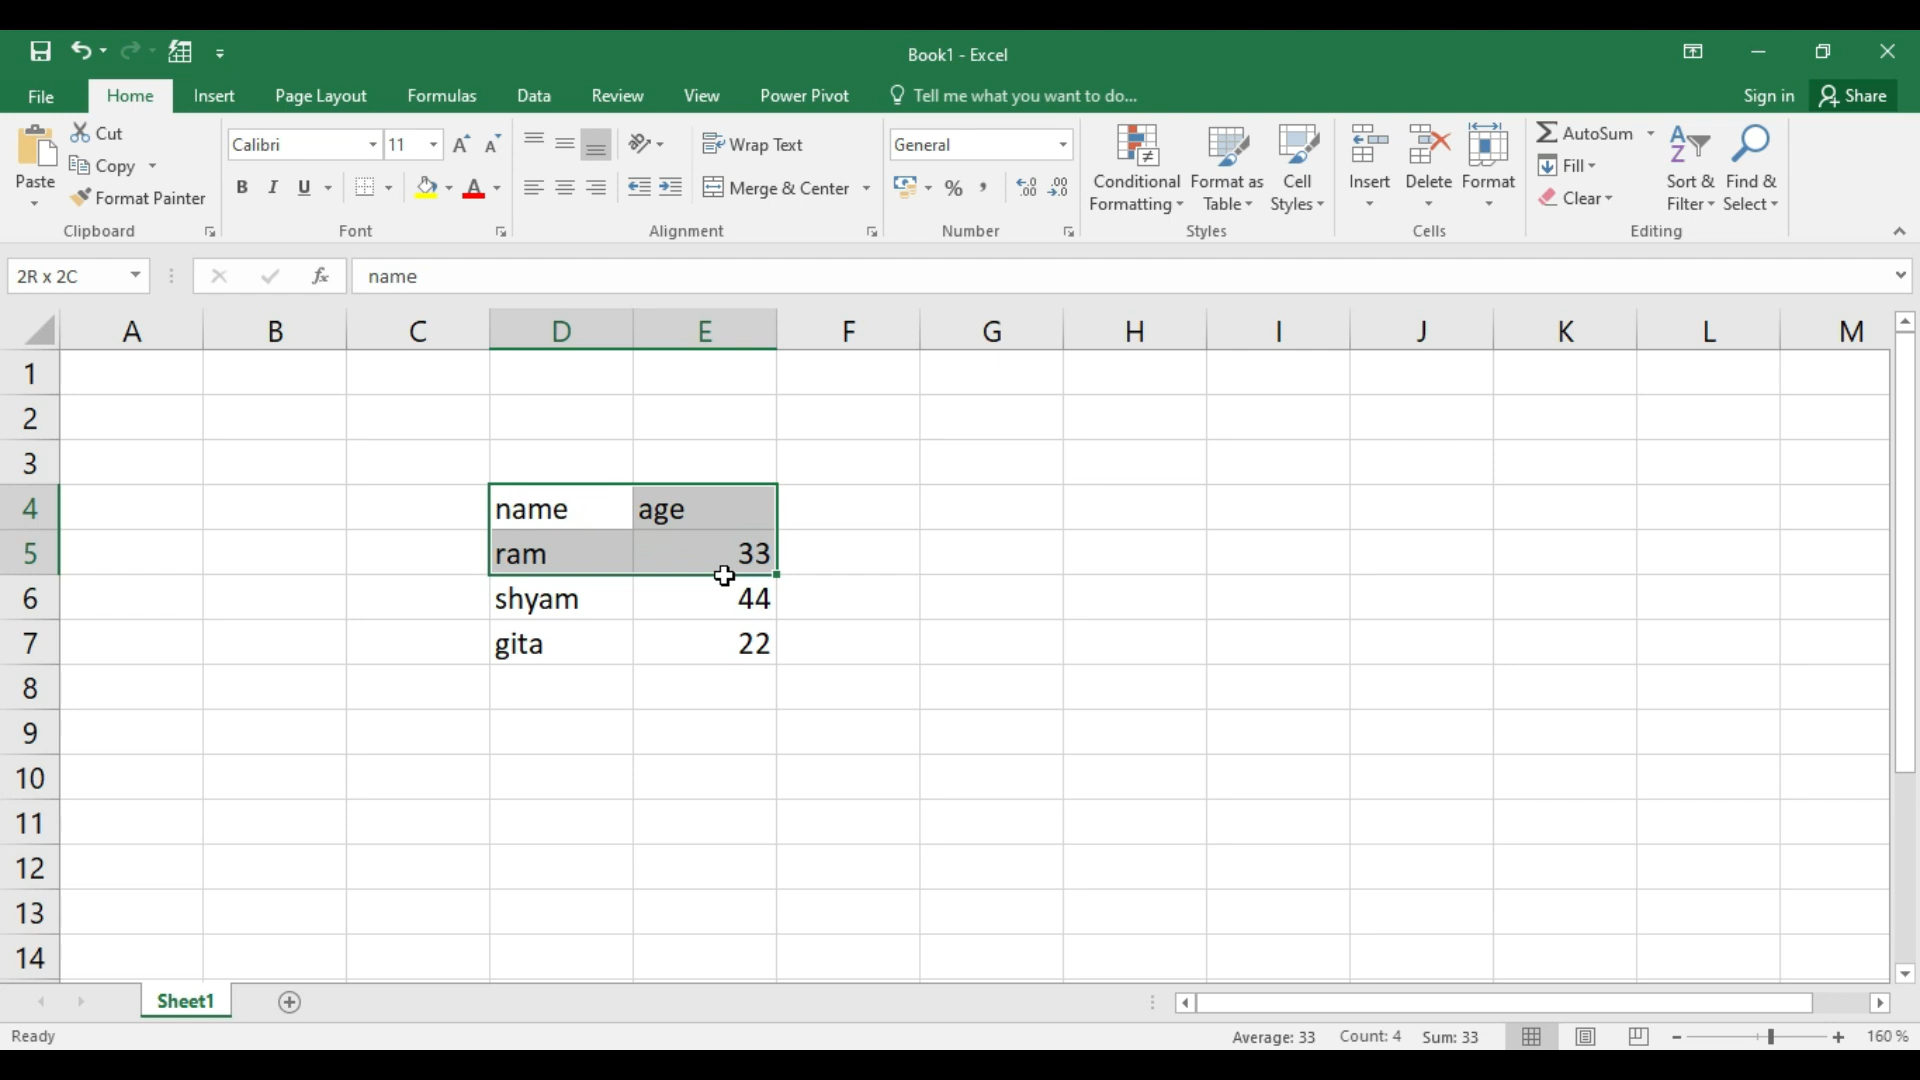 Book1 - Excel
File Home Insert Page Layout Formulas Data Review View Power Pivot Tell me what you want to do... Sign in Share
Paste Cut Copy Format Painter Clipboard
Calibri 11 B I U A Font
Wrap Text Merge & Center Alignment
General % Number
Conditional Formatting Format as Table Cell Styles Styles
Insert Delete Format Cells
AutoSum Fill Clear Sort & Filter Find & Select Editing
2R x 2C fx name
A B C D E F G H I J K L M
1
2
3
4 name age
5 ram 33
6 shyam 44
7 gita 22
8
9
10
11
12
13
14
Sheet1
Ready Average: 33 Count: 4 Sum: 33 160 %